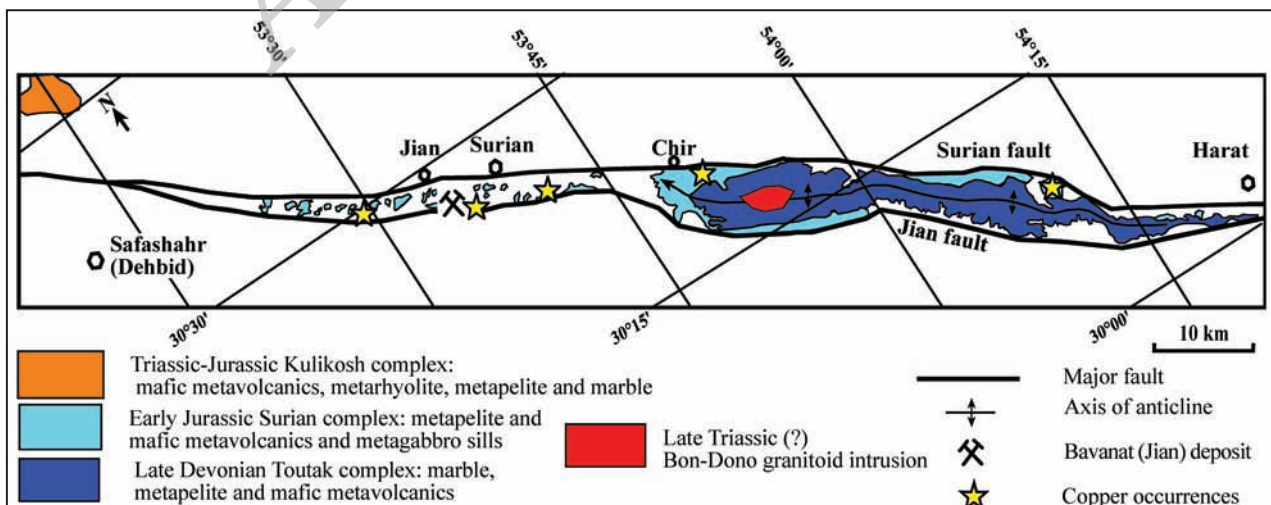 A
53°30'
53°45'
54°00'
54°15'
N
Jian
Surian
Chir
Surian fault
Harat
Safashahr
(Dehbid)
Jian fault
30°30'
30°15'
30°00'
10 km
Triassic-Jurassic Kulikosh complex:
mafic metavolcanics, metarhyolite, metapelite and marble
Early Jurassic Surian complex: metapelite and
mafic metavolcanics and metagabbro sills
Late Devonian Toutak complex: marble,
metapelite and mafic metavolcanics
Late Triassic (?)
Bon-Dono granitoid intrusion
Major fault
Axis of anticline
Bavanat (Jian) deposit
Copper occurrences